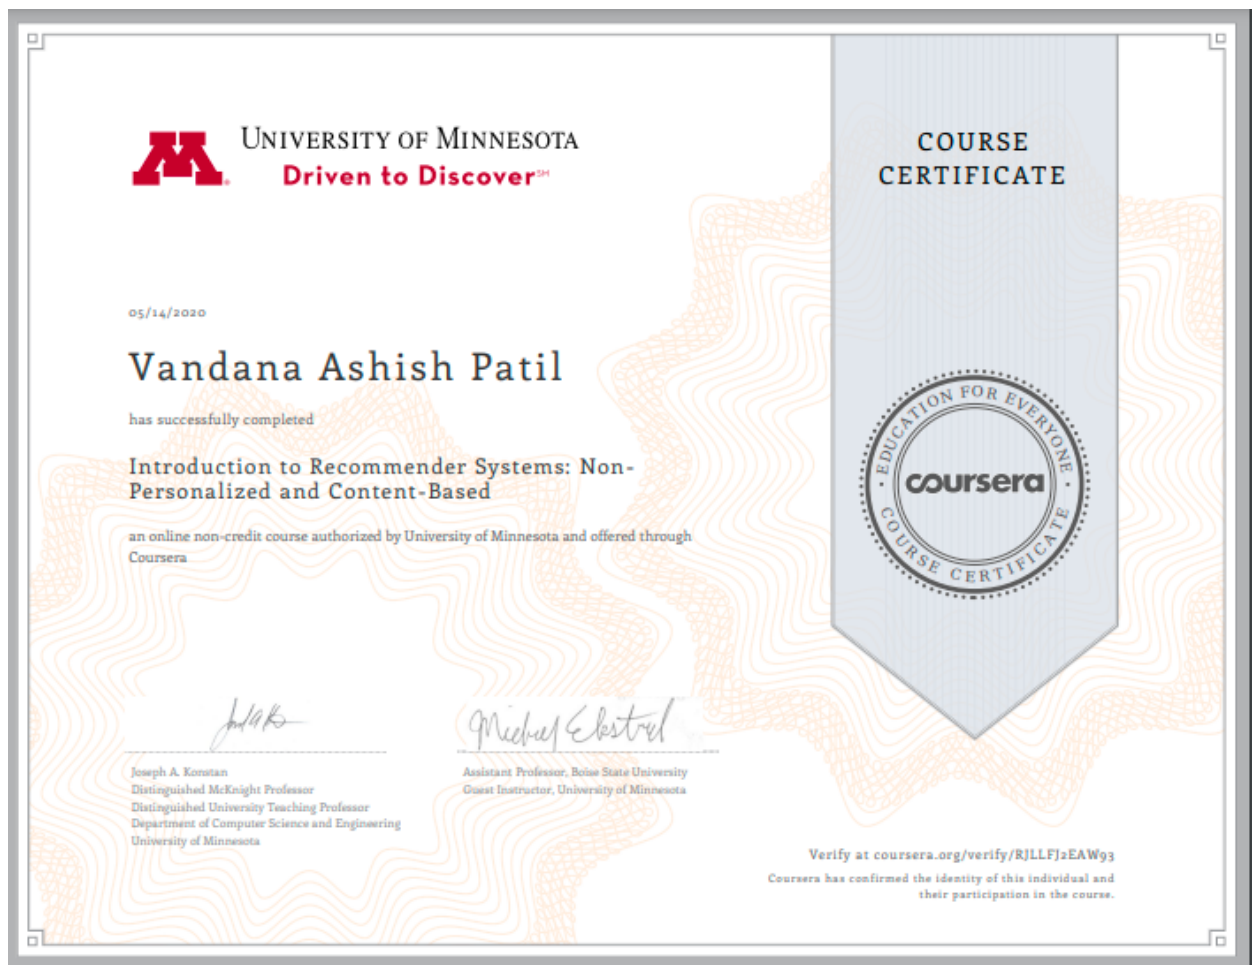 UNIVERSITY OF MINNESOTA
Driven to Discover℠
COURSE
CERTIFICATE
05/14/2020
Vandana Ashish Patil
has successfully completed
Introduction to Recommender Systems: Non-
Personalized and Content-Based
an online non-credit course authorized by University of Minnesota and offered through
Coursera
EDUCATION FOR EVERYONE
coursera
COURSE CERTIFICATE
Michael Ekstrand
Joseph A. Konstan
Distinguished McKnight Professor
Distinguished University Teaching Professor
Department of Computer Science and Engineering
University of Minnesota
Assistant Professor, Boise State University
Guest Instructor, University of Minnesota
Verify at coursera.org/verify/RJLLFJ2EAW93
Coursera has confirmed the identity of this individual and
their participation in the course.